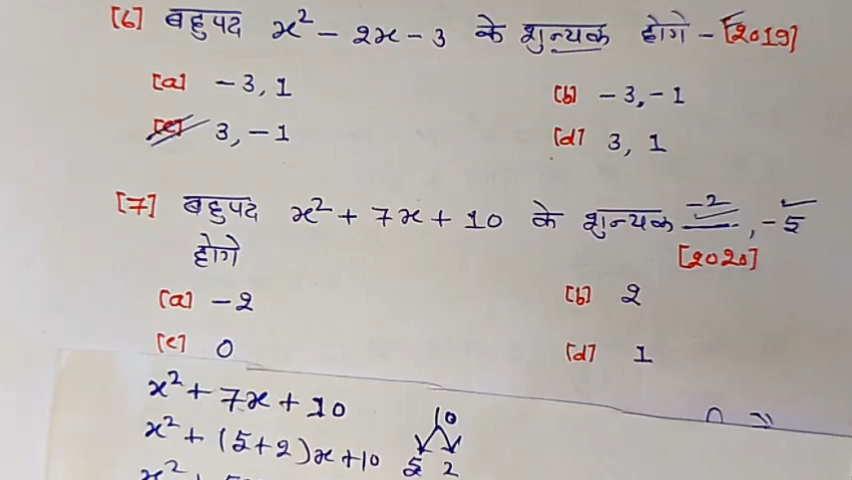 [6] बहुपद x² - 2x - 3 के शुन्यक होगे - [2019]
[a] -3, 1 [b] -3, -1
[c] 3, -1 [d] 3, 1
[7] बहुपद x² + 7x + 10 के शुन्यक -2, -5
होगे [2020]
[a] -2 [b] 2
[c] 0 [d] 1
x² + 7x + 10
10
x² + (5+2)x + 10 5 2